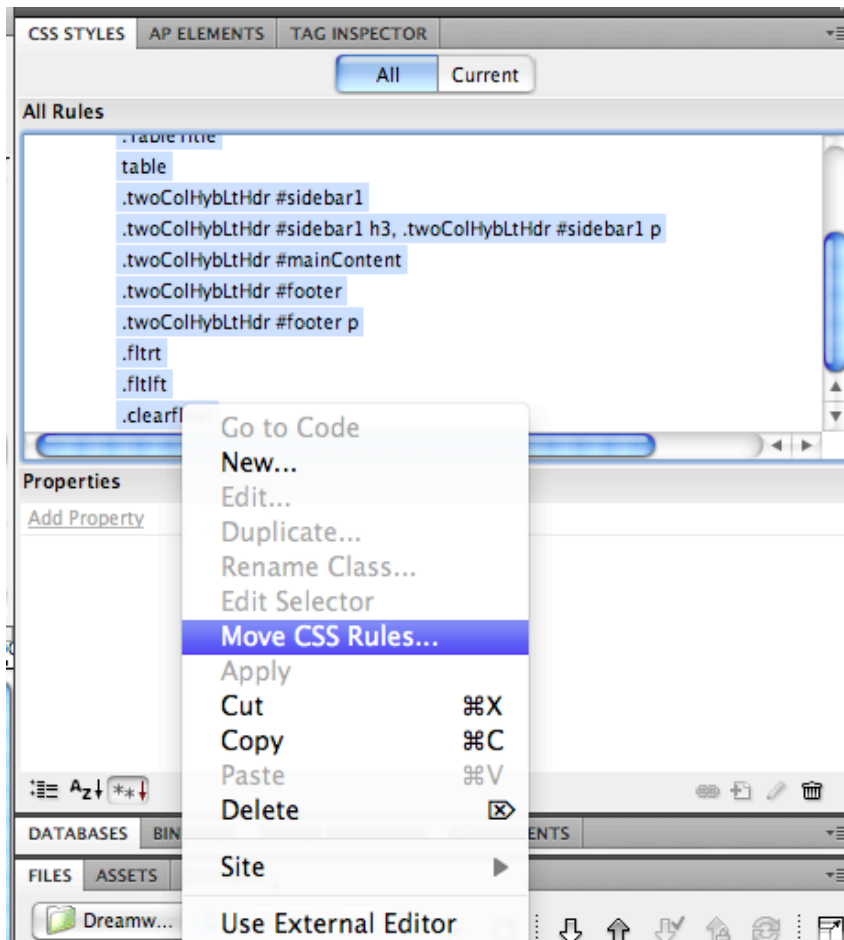 CSS STYLES AP ELEMENTS TAG INSPECTOR
All Current
All Rules
.TableTitle
table
.twoColHybLtHdr #sidebar1
.twoColHybLtHdr #sidebar1 h3, .twoColHybLtHdr #sidebar1 p
.twoColHybLtHdr #mainContent
.twoColHybLtHdr #footer
.twoColHybLtHdr #footer p
.fltrt
.fltlft
Go to Code
New...
Properties
Edit...
Add Property
Duplicate...
Rename Class...
Edit Selector
Move CSS Rules...
Apply
Cut ⌘X
Copy ⌘C
Paste ⌘V
Delete ⌦
DATABASES
Site
FILES ASSETS
Dreamw...
Use External Editor